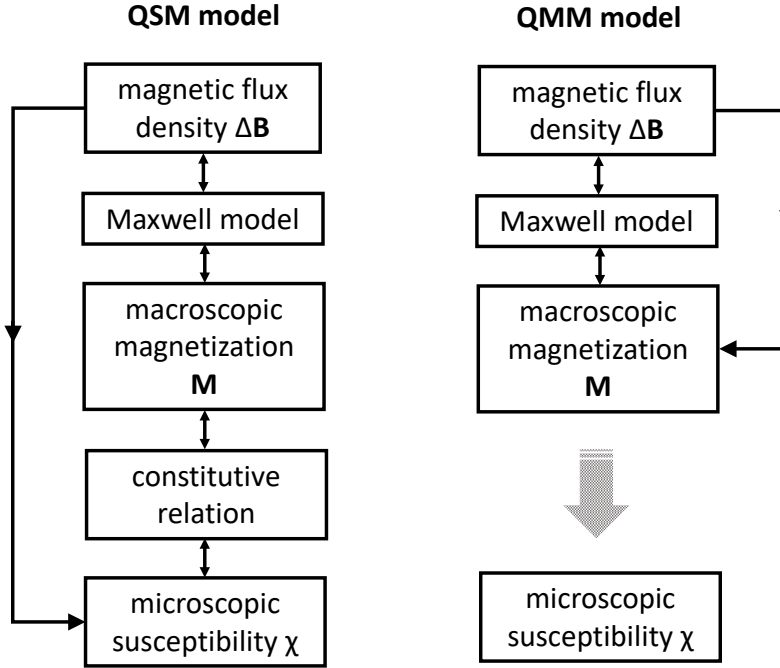 QSM model
magnetic flux
density ΔB
Maxwell model
macroscopic
magnetization
M
constitutive
relation
microscopic
susceptibility χ
QMM model
magnetic flux
density ΔB
Maxwell model
macroscopic
magnetization
M
microscopic
susceptibility χ